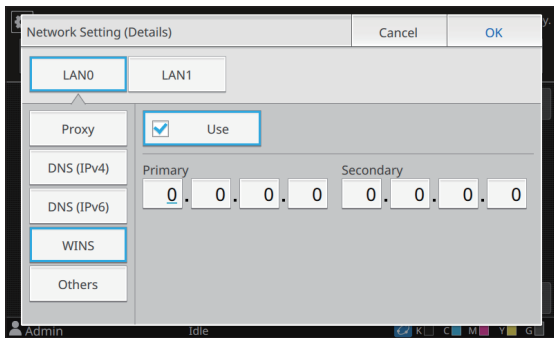 Network Setting (Details)
Cancel
OK
y.
LAN0
LAN1
Proxy
DNS (IPv4)
DNS (IPv6)
WINS
Others
Use
Primary
Secondary
0 . 0 . 0 . 0
0 . 0 . 0 . 0
Admin
Idle
K C M Y G